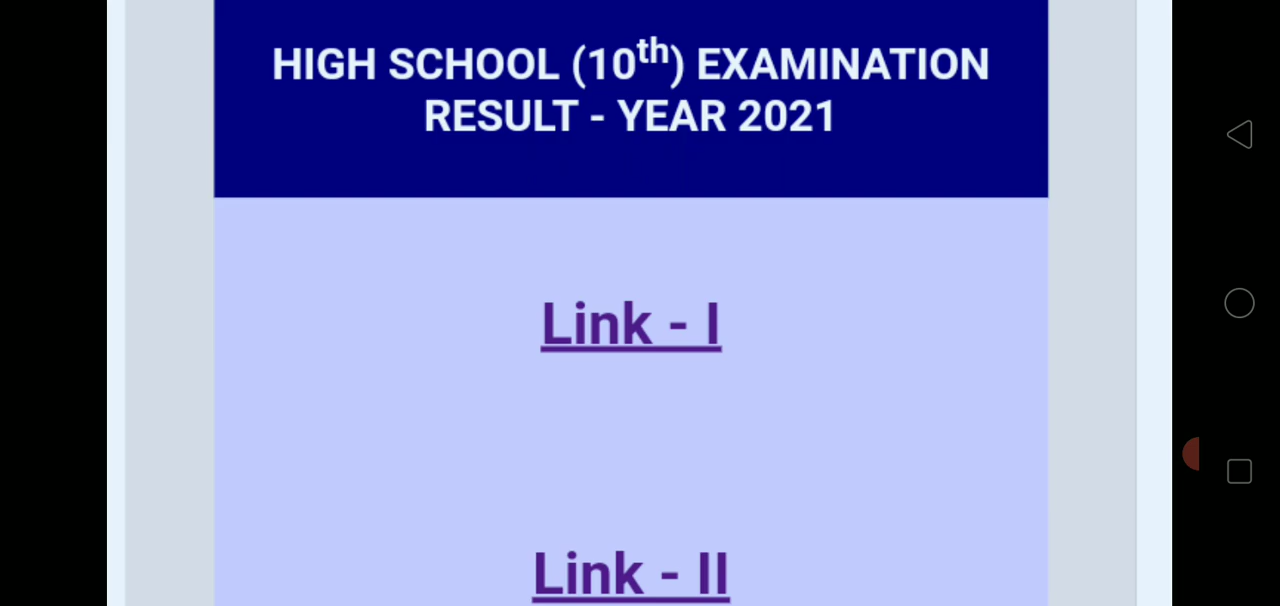 HIGH SCHOOL (10th) EXAMINATION
RESULT - YEAR 2021
Link - I
Link - II